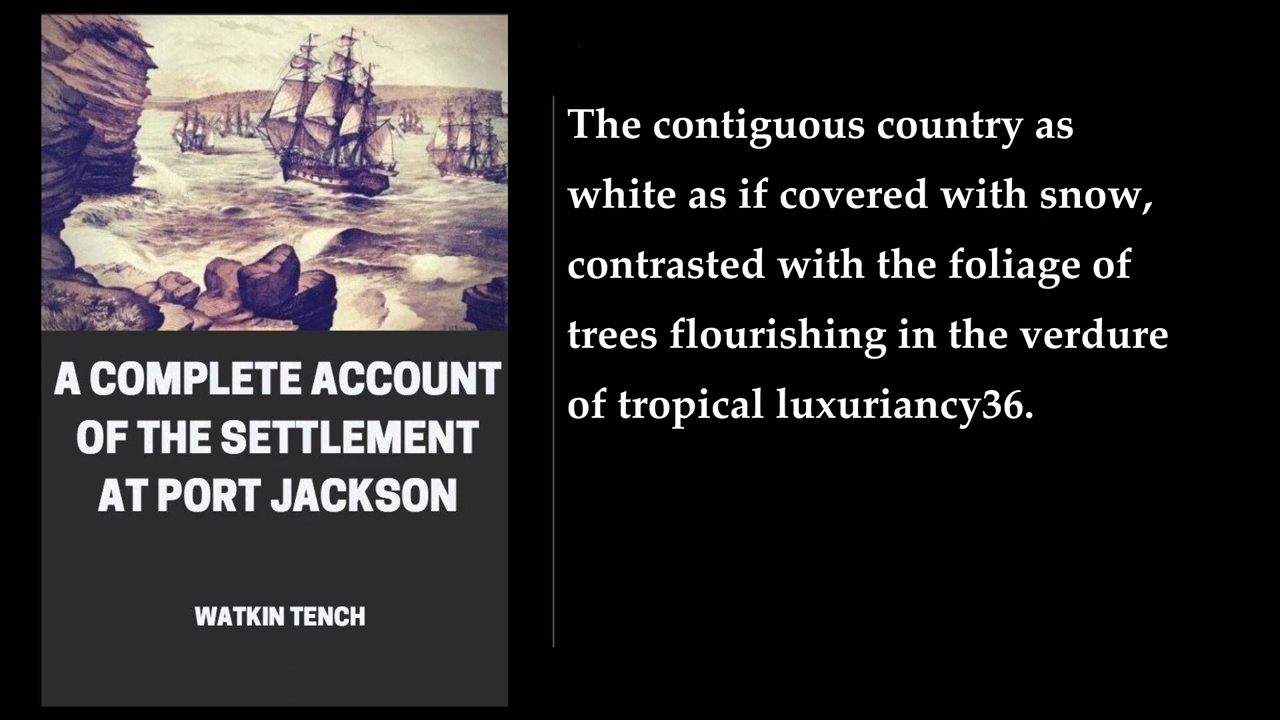 A COMPLETE ACCOUNT
OF THE SETTLEMENT
AT PORT JACKSON
WATKIN TENCH
The contiguous country as
white as if covered with snow,
contrasted with the foliage of
trees flourishing in the verdure
of tropical luxuriancy36.